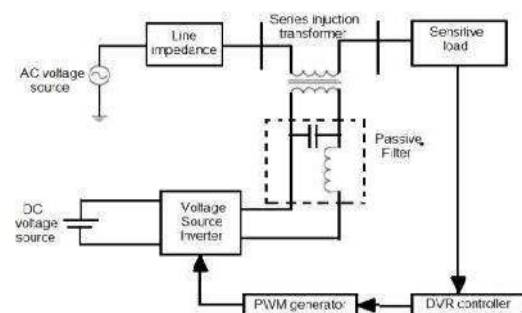 Line
impedance
Series injuction
transformer
Sensitive
load
AC voltage
source
Passive
Filter
DC
voltage
source
Voltage
Source
Inverter
PWM generator
DVR controller